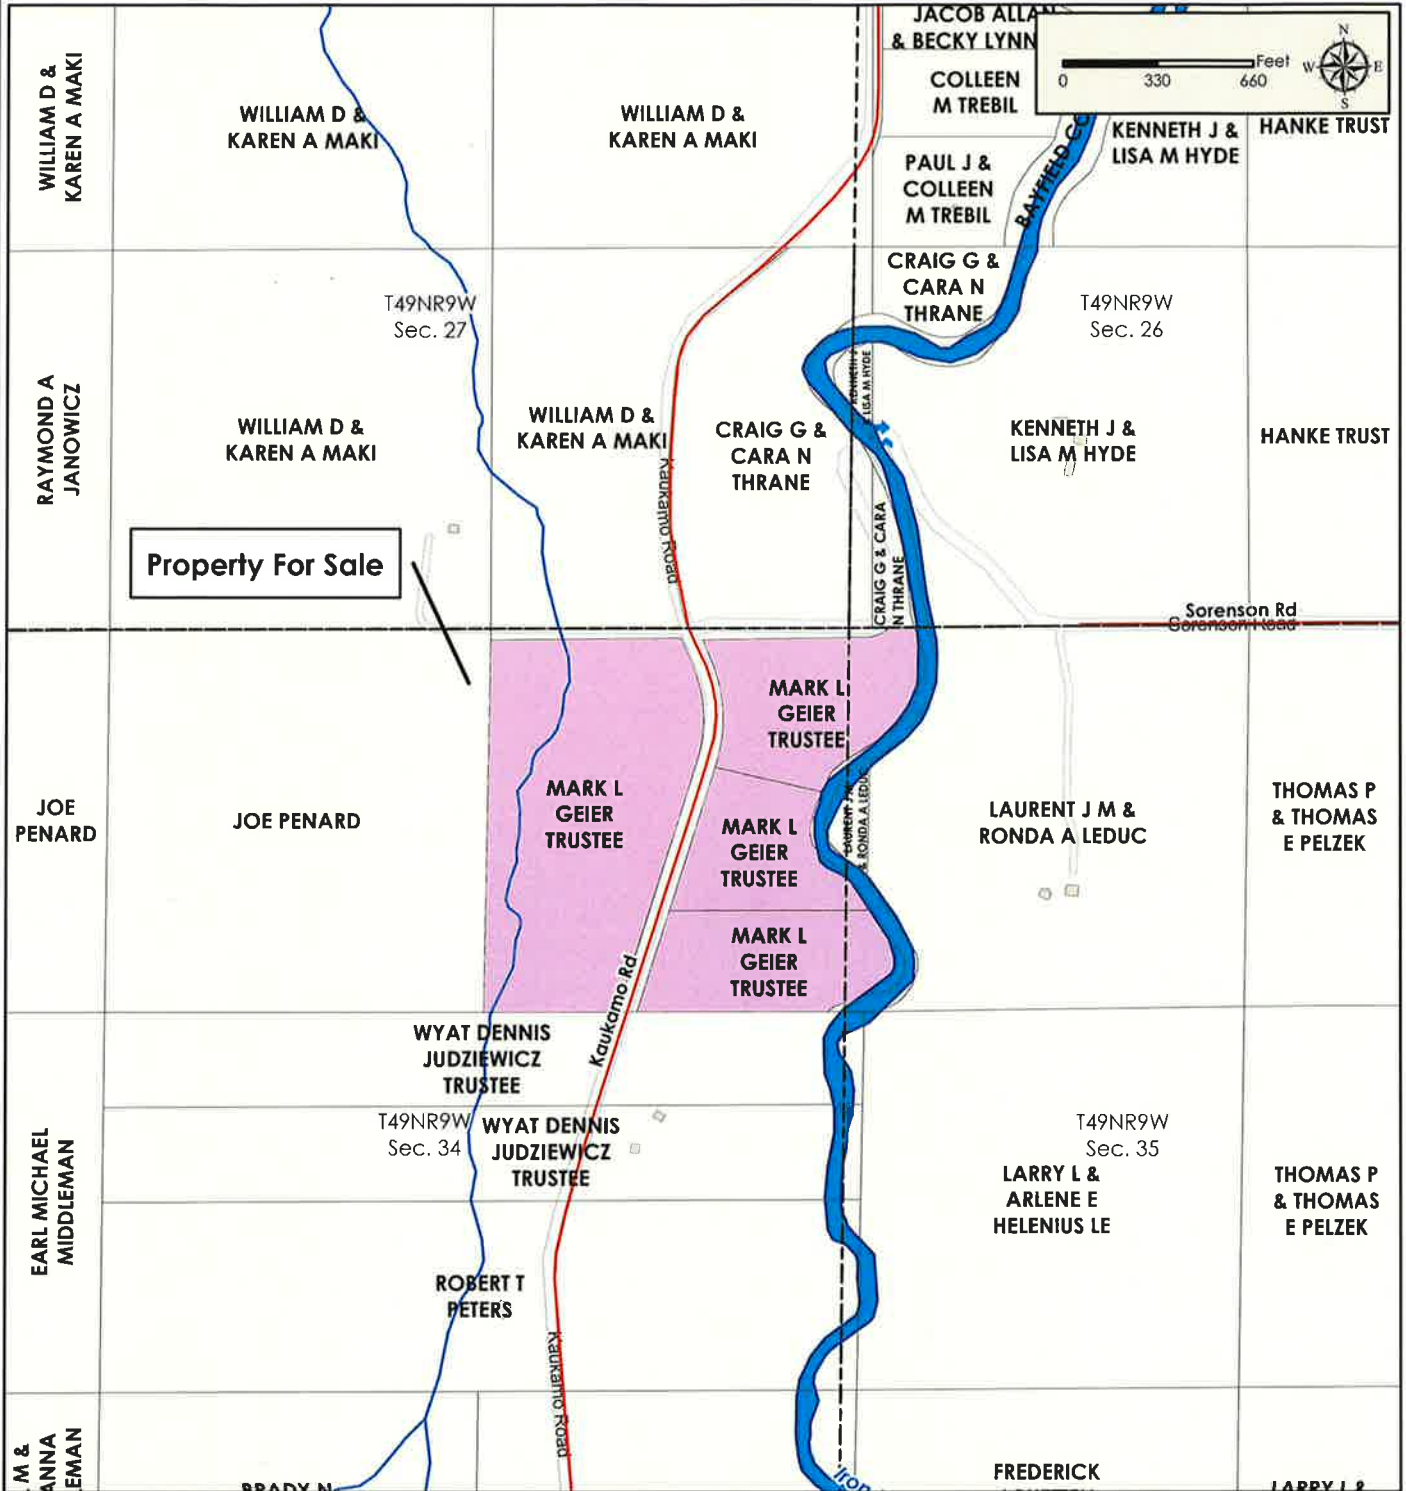 JACOB ALLAN
& BECKY LYNN
Feet
0 330 660
N
W E
S
WILLIAM D &
KAREN A MAKI
WILLIAM D &
KAREN A MAKI
WILLIAM D &
KAREN A MAKI
COLLEEN
M TREBIL
PAUL J &
COLLEEN
M TREBIL
BAYFIELD CO
KENNETH J &
LISA M HYDE
HANKE TRUST
CRAIG G &
CARA N
THRANE
T49NR9W
Sec. 27
T49NR9W
Sec. 26
RAYMOND A
JANOWICZ
WILLIAM D &
KAREN A MAKI
WILLIAM D &
KAREN A MAKI
Kaukamo Road
CRAIG G &
CARA N
THRANE
KENNETH J
LISA M HYDE
KENNETH J &
LISA M HYDE
HANKE TRUST
CRAIG G & CARA
N THRANE
Property For Sale
Sorenson Rd
Sorenson Road
JOE
PENARD
JOE PENARD
MARK L
GEIER
TRUSTEE
MARK L
GEIER
TRUSTEE
MARK L
GEIER
TRUSTEE
MARK L
GEIER
TRUSTEE
LAURENT J M
& RONDA A LEDUC
LAURENT J M &
RONDA A LEDUC
THOMAS P
& THOMAS
E PELZEK
Kaukamo Rd
WYAT DENNIS
JUDZIEWICZ
TRUSTEE
T49NR9W
Sec. 34
WYAT DENNIS
JUDZIEWICZ
TRUSTEE
T49NR9W
Sec. 35
EARL MICHAEL
MIDDLEMAN
LARRY L &
ARLENE E
HELENIUS LE
THOMAS P
& THOMAS
E PELZEK
ROBERT T
PETERS
Kaukamo Road
M &
ANNA
EMAN
BRADY N
Iron
FREDERICK
LARRY L &